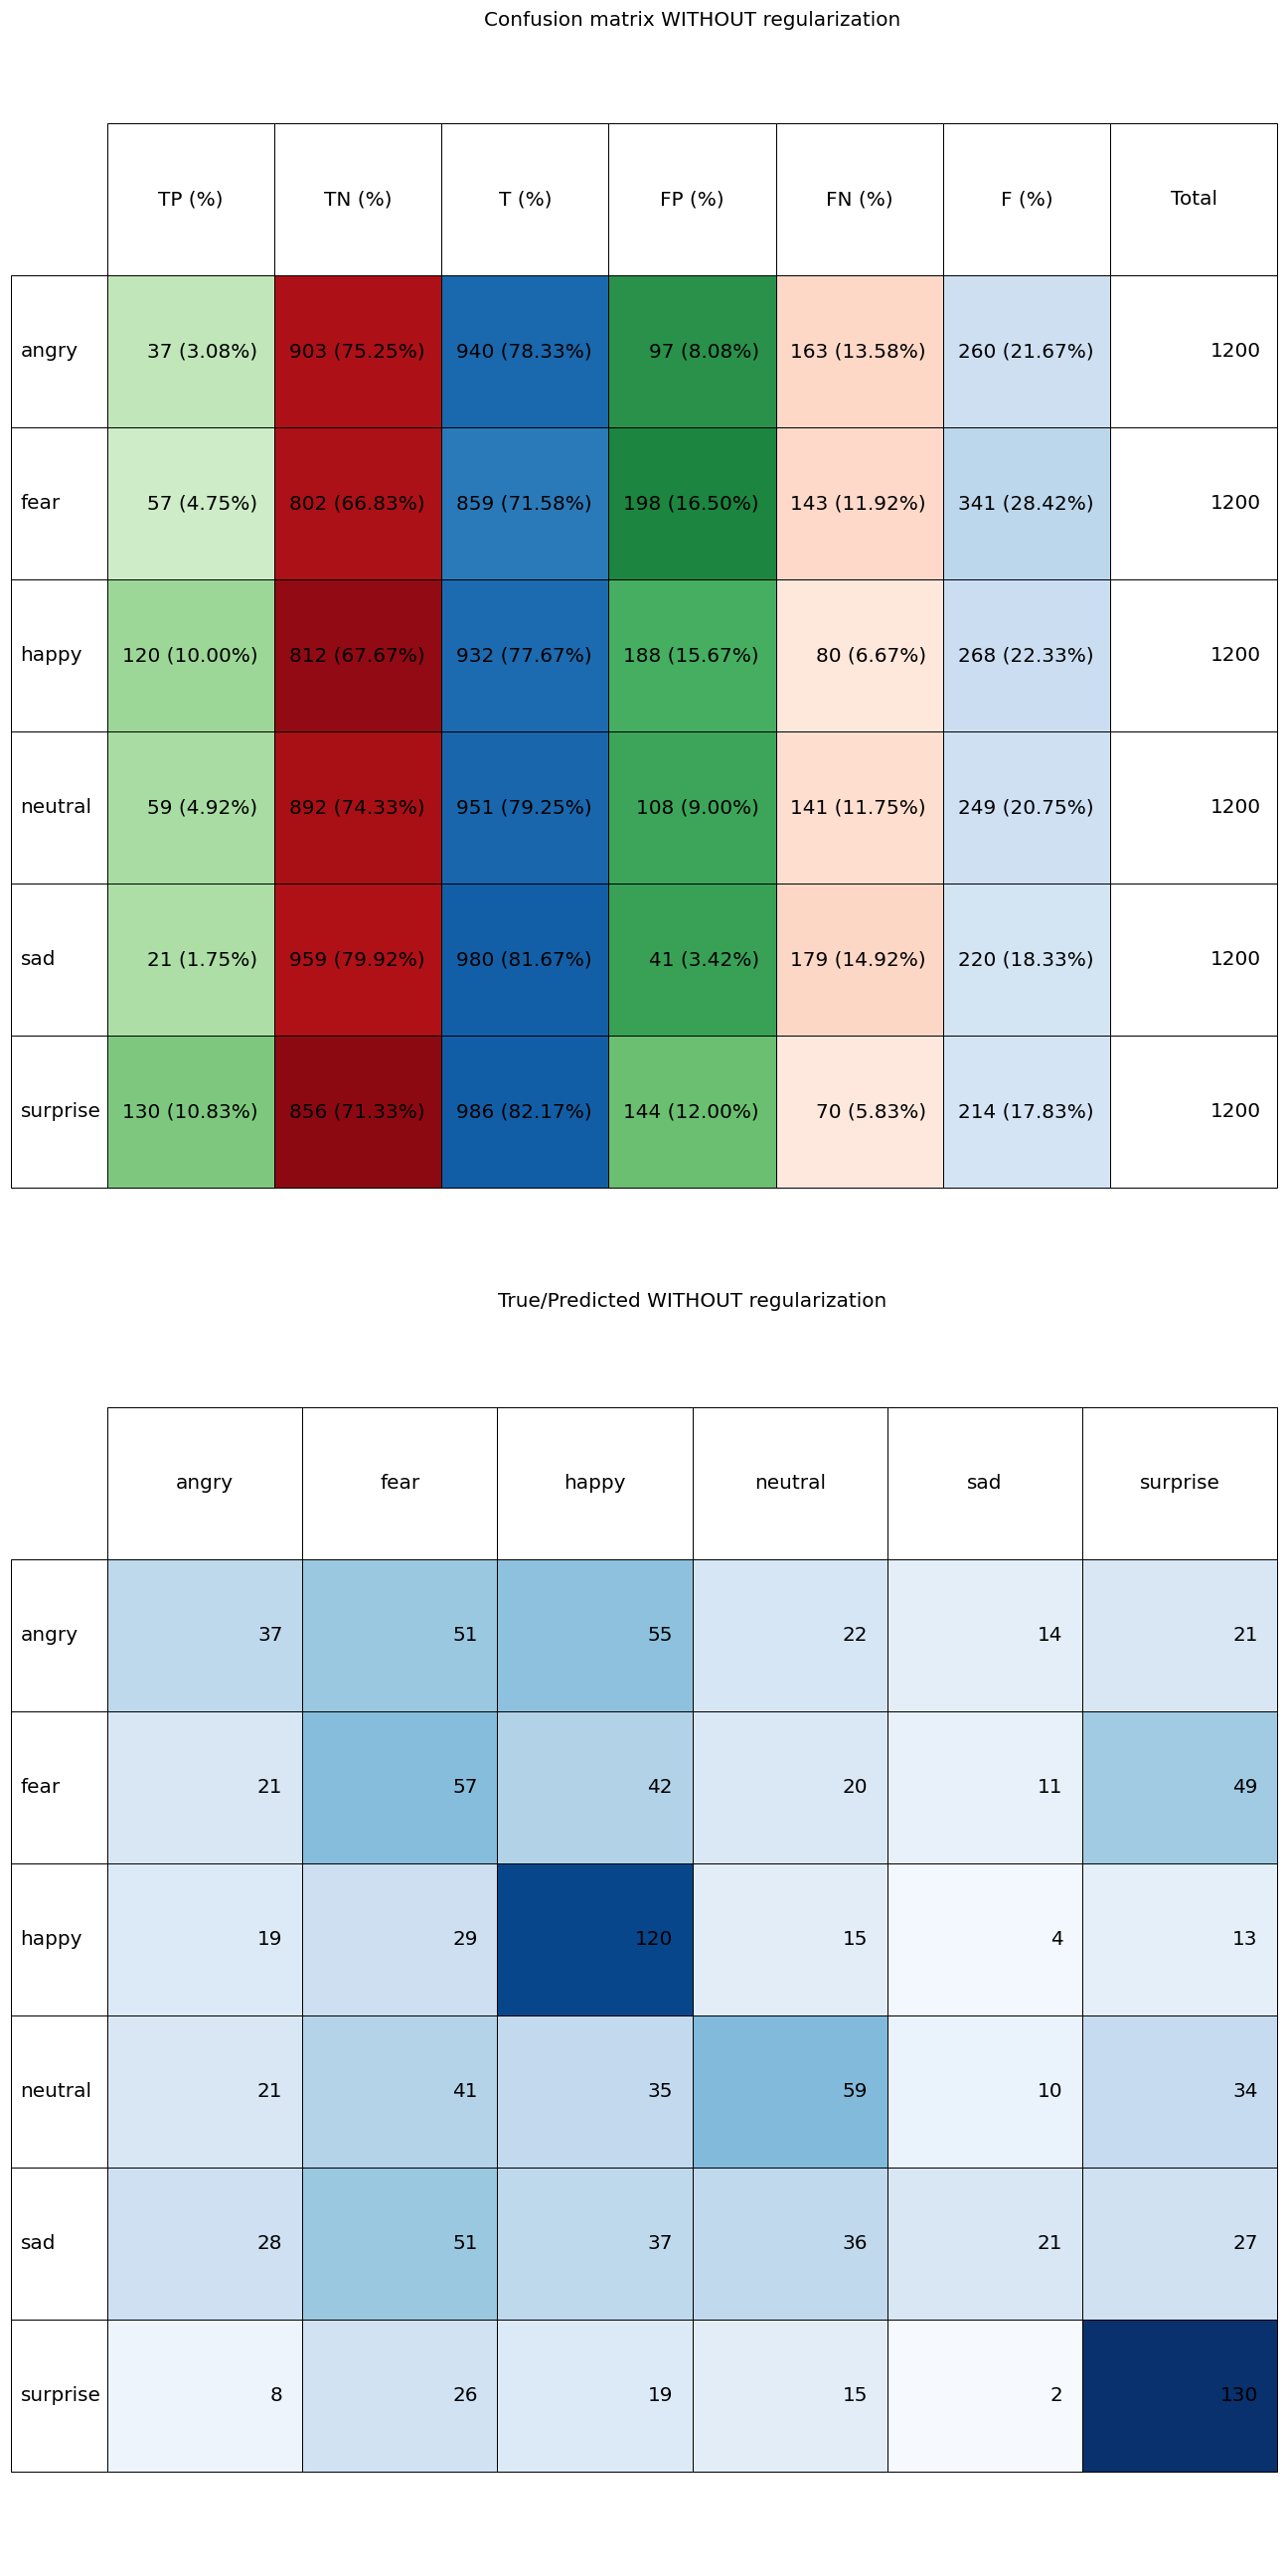 Confusion matrix WITHOUT regularization
TP (%) TN (%) T (%) FP (%) FN (%) F (%) Total
angry 37 (3.08%) 903 (75.25%) 940 (78.33%) 97 (8.08%) 163 (13.58%) 260 (21.67%) 1200
fear 57 (4.75%) 802 (66.83%) 859 (71.58%) 198 (16.50%) 143 (11.92%) 341 (28.42%) 1200
happy 120 (10.00%) 812 (67.67%) 932 (77.67%) 188 (15.67%) 80 (6.67%) 268 (22.33%) 1200
neutral 59 (4.92%) 892 (74.33%) 951 (79.25%) 108 (9.00%) 141 (11.75%) 249 (20.75%) 1200
sad 21 (1.75%) 959 (79.92%) 980 (81.67%) 41 (3.42%) 179 (14.92%) 220 (18.33%) 1200
surprise 130 (10.83%) 856 (71.33%) 986 (82.17%) 144 (12.00%) 70 (5.83%) 214 (17.83%) 1200
True/Predicted WITHOUT regularization
angry fear happy neutral sad surprise
angry 37 51 55 22 14 21
fear 21 57 42 20 11 49
happy 19 29 120 15 4 13
neutral 21 41 35 59 10 34
sad 28 51 37 36 21 27
surprise 8 26 19 15 2 130